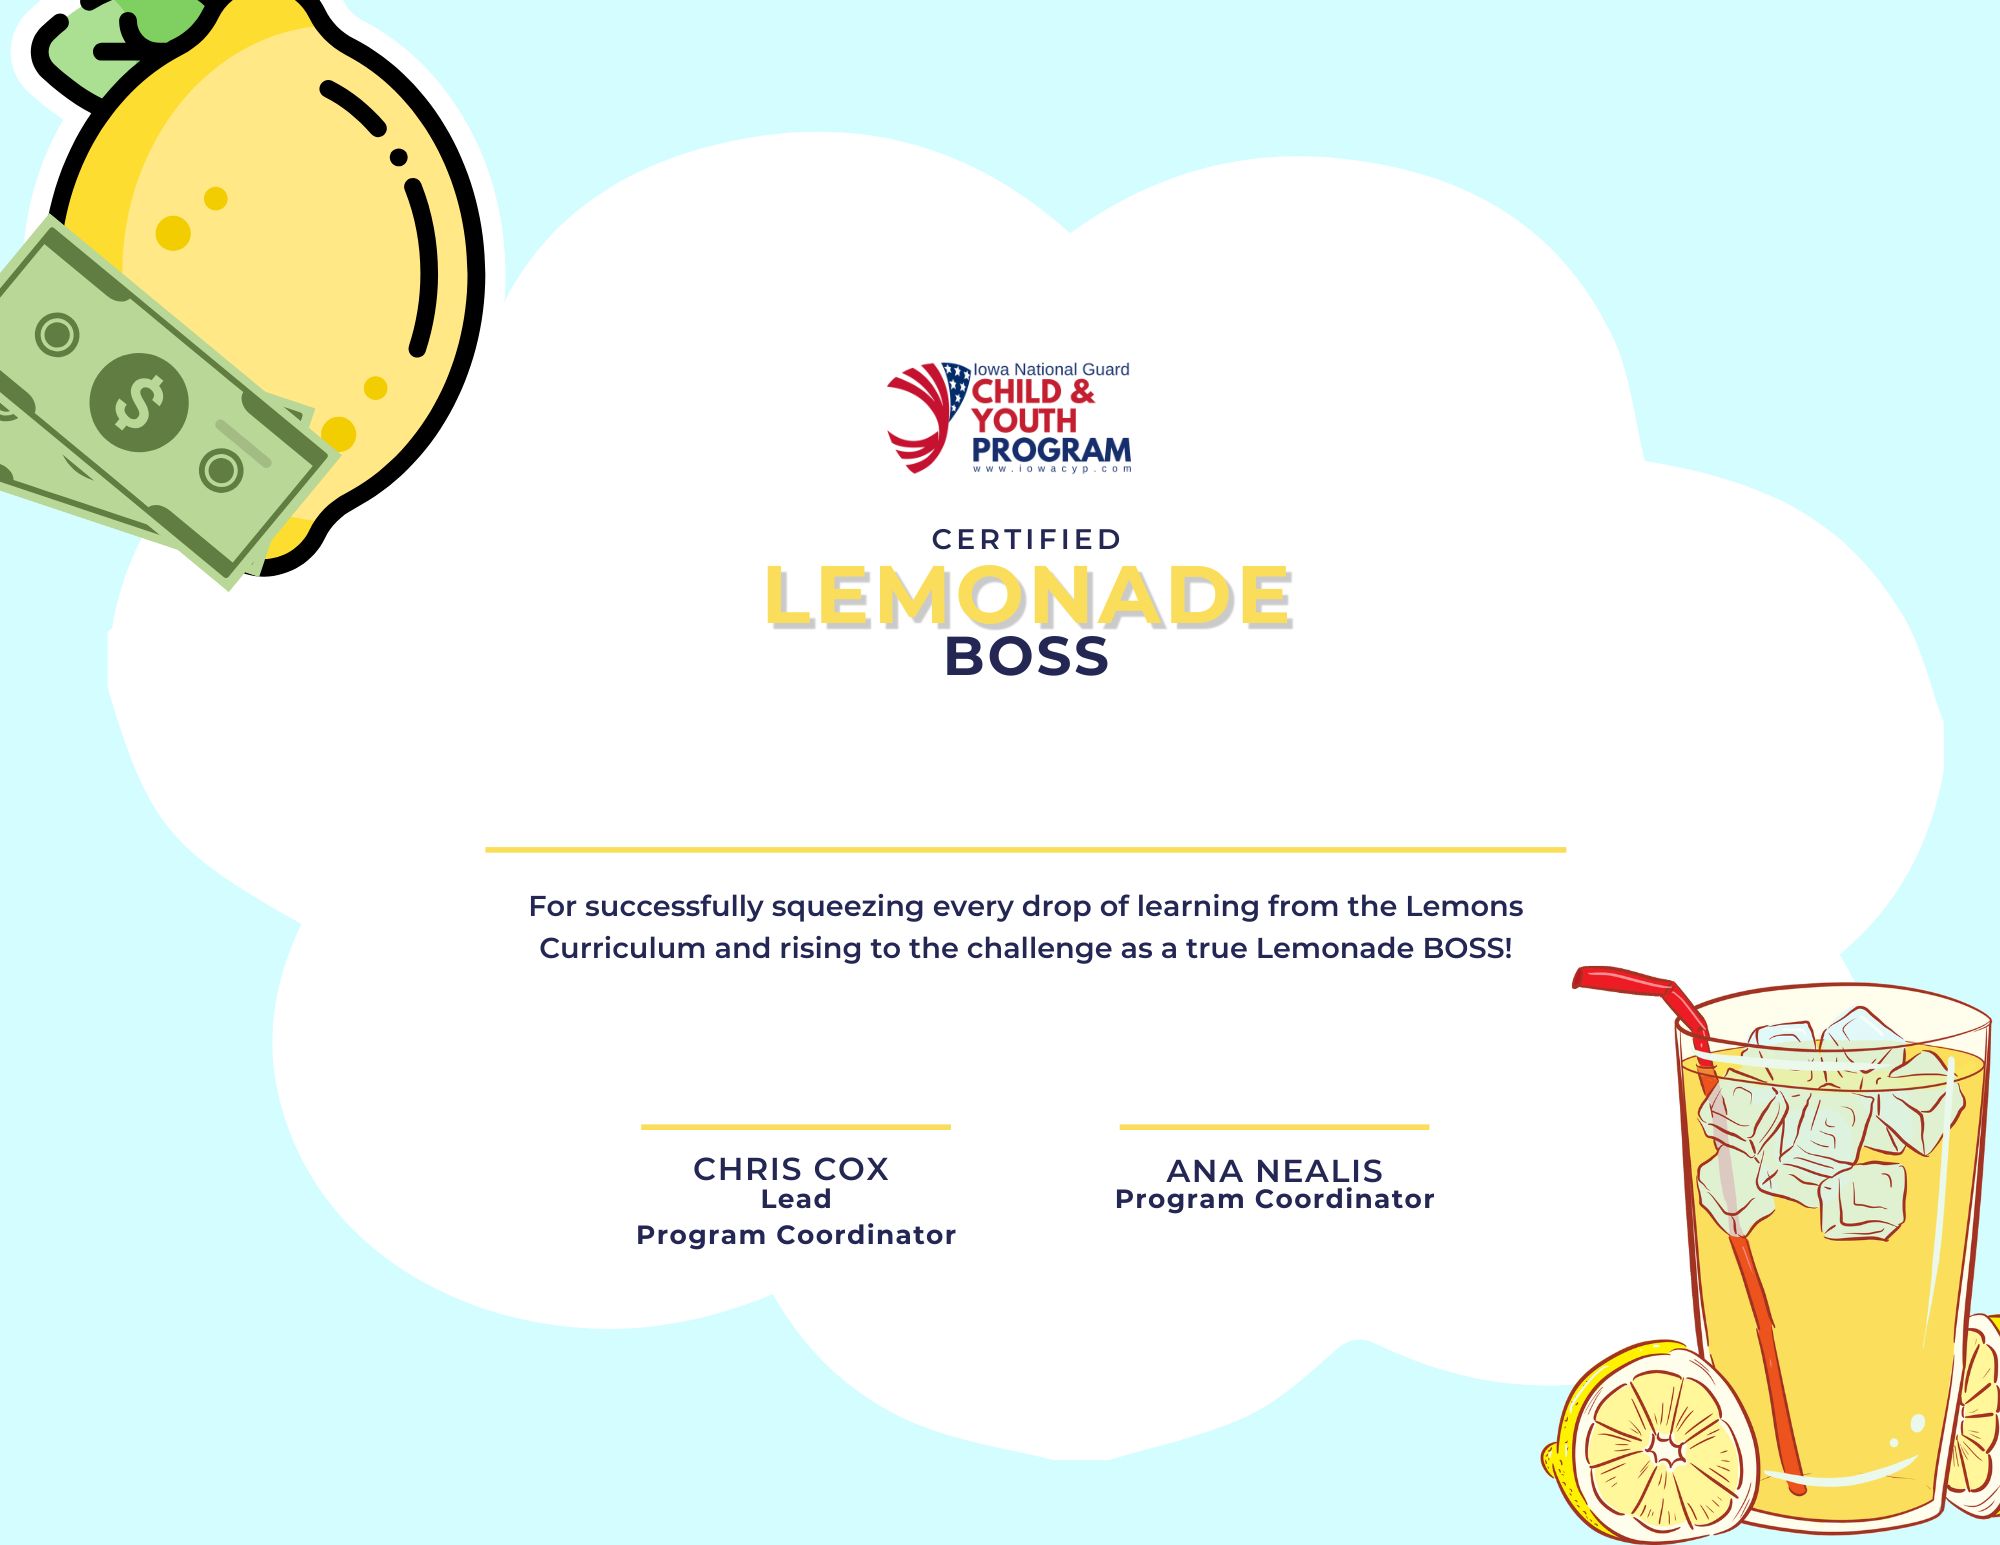 Iowa National Guard
CHILD &
YOUTH
PROGRAM
www.iowacyp.com
CERTIFIED
LEMONADE
BOSS
$
For successfully squeezing every drop of learning from the Lemons
Curriculum and rising to the challenge as a true Lemonade BOSS!
CHRIS COX
Lead
Program Coordinator
ANA NEALIS
Program Coordinator